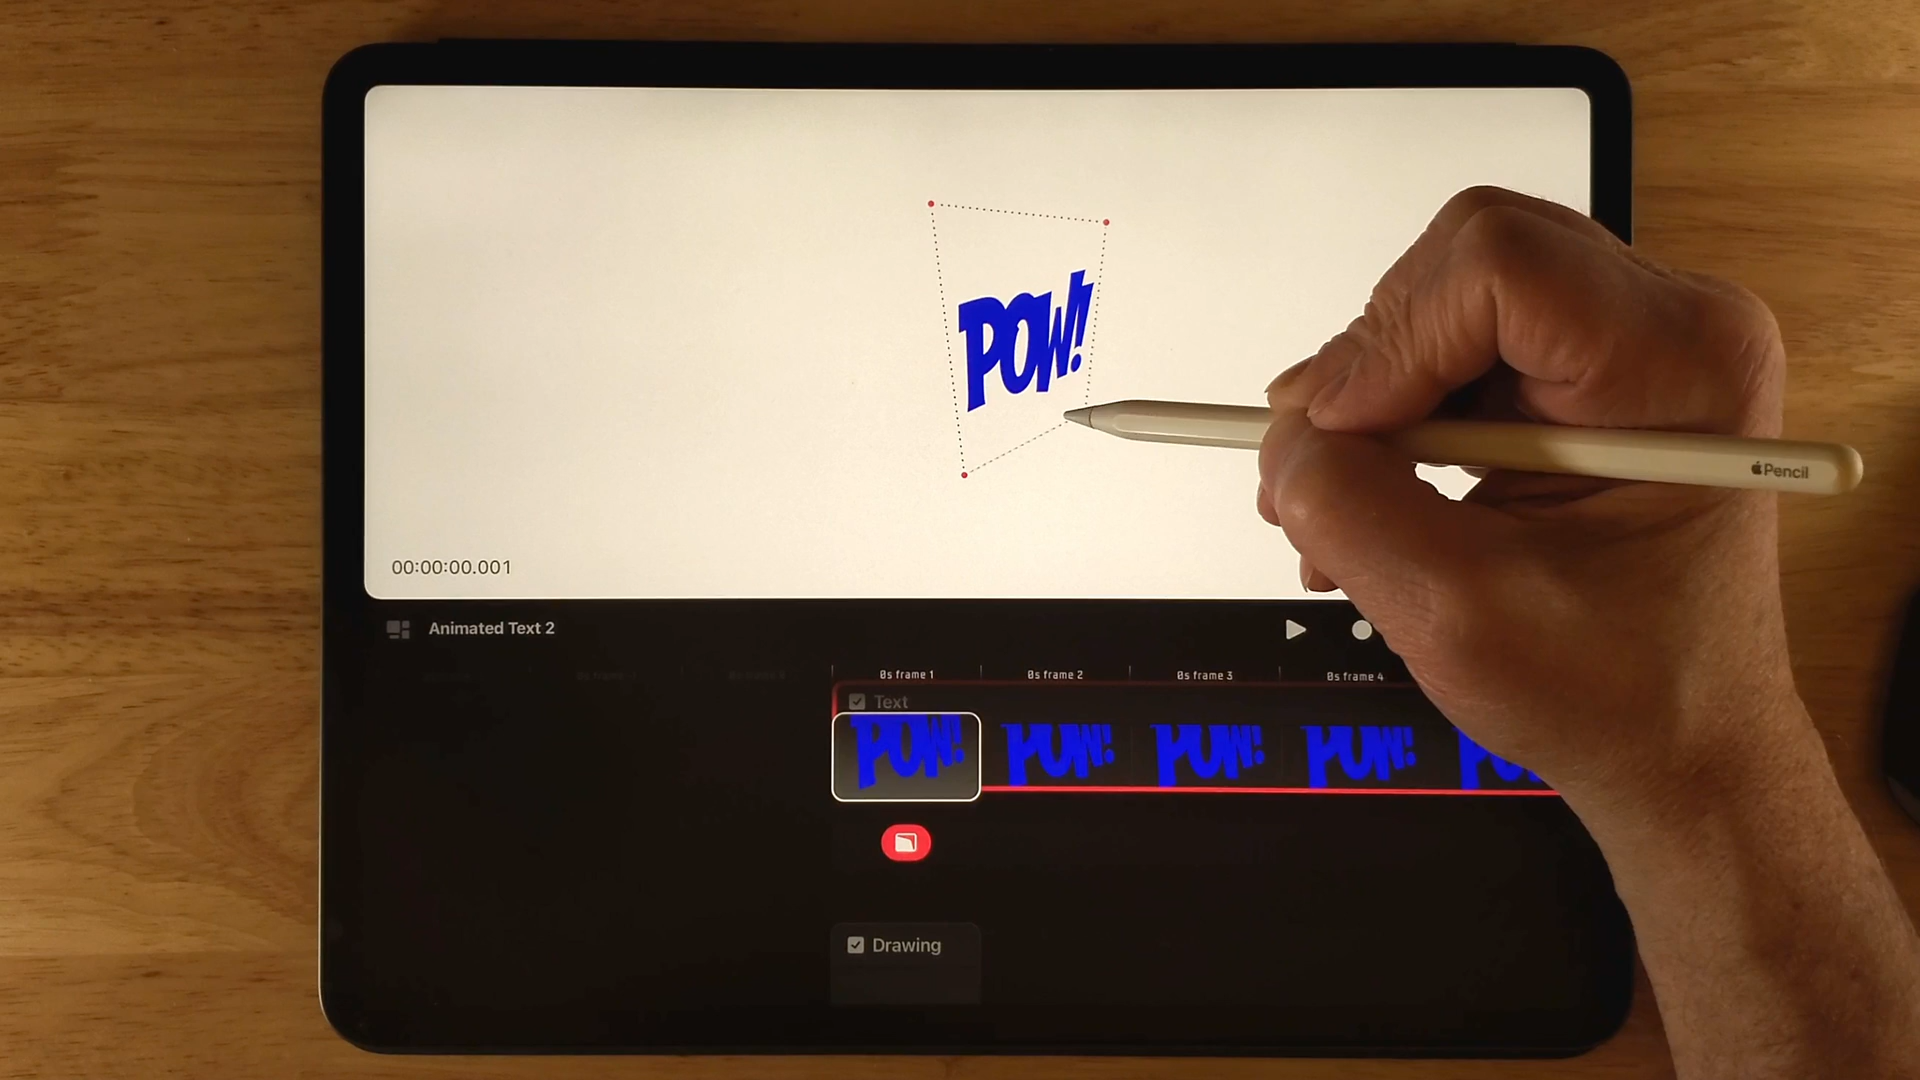 POW!
Pencil
00:00:00.001
Animated Text 2
0s frame 1
0s frame 2
0s frame 3
0s frame 4
Text
POW!
POW!
POW!
POW!
Drawing